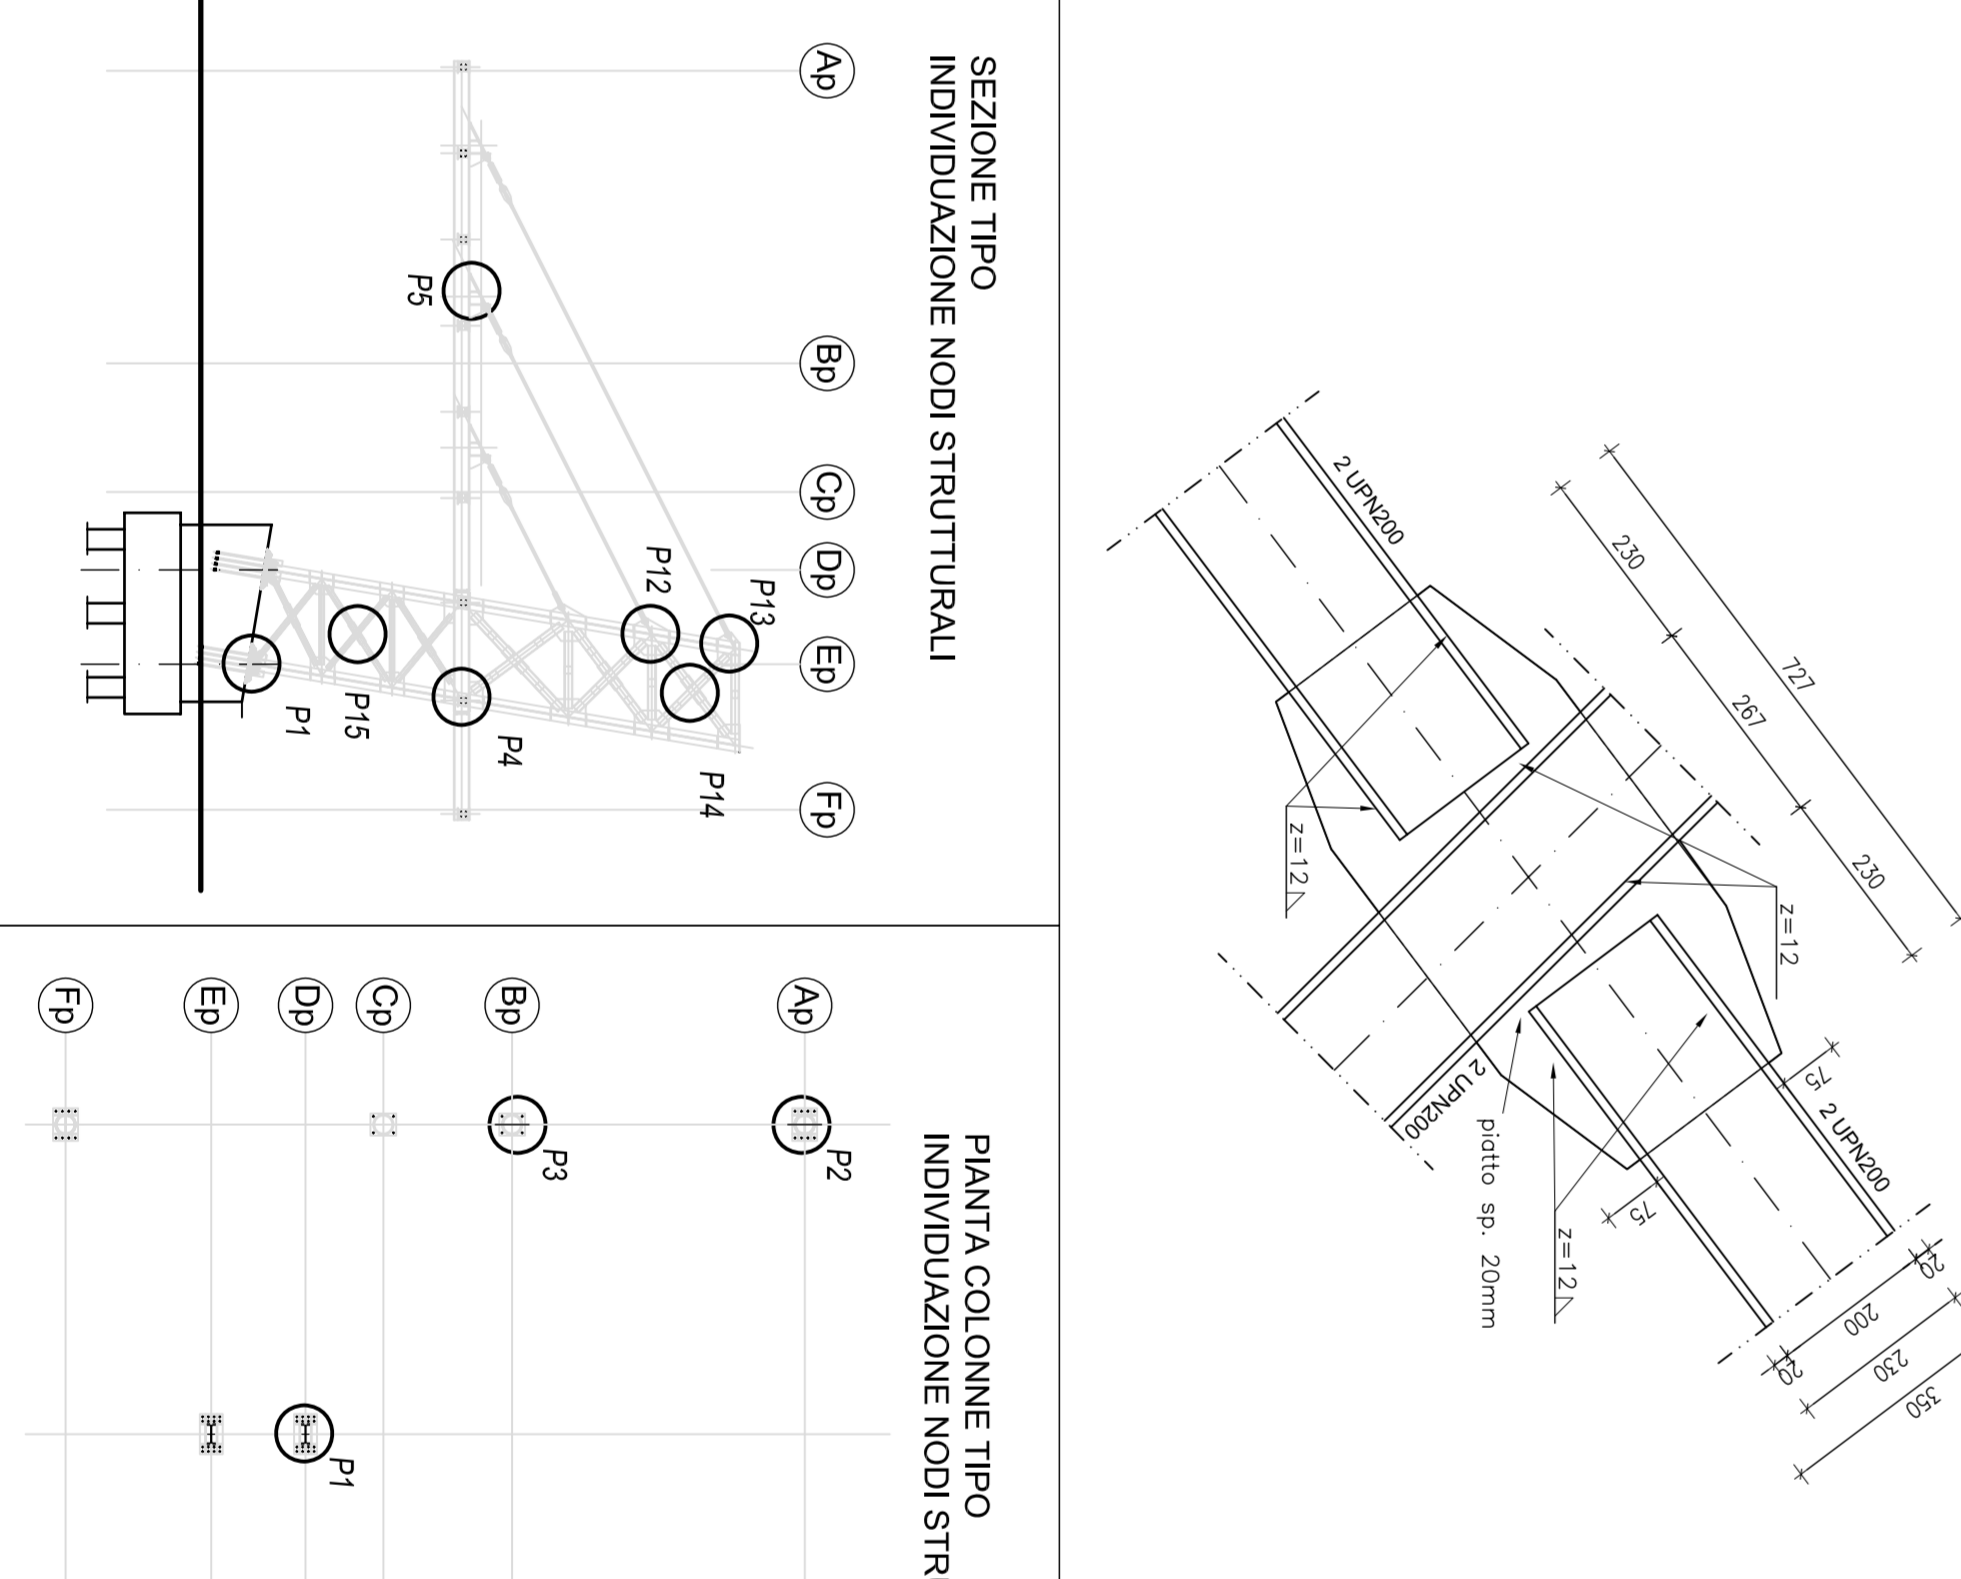 SEZIONE TIPO
INDIVIDUAZIONE NODI STRUTTURALI
Ap
Bp
Cp
Dp
Ep
Fp
P5
P12
P13
P14
P4
P15
P1
PIANTA COLONNE TIPO
INDIVIDUAZIONE NODI STR
Fp
Ep
Dp
Cp
Bp
Ap
P2
P3
P1
2 UPN200
230
267
230
727
z=12
z=12
75
2 UPN200
2 UPN200
piatto sp. 20mm
75
z=12
20
200
20
230
350